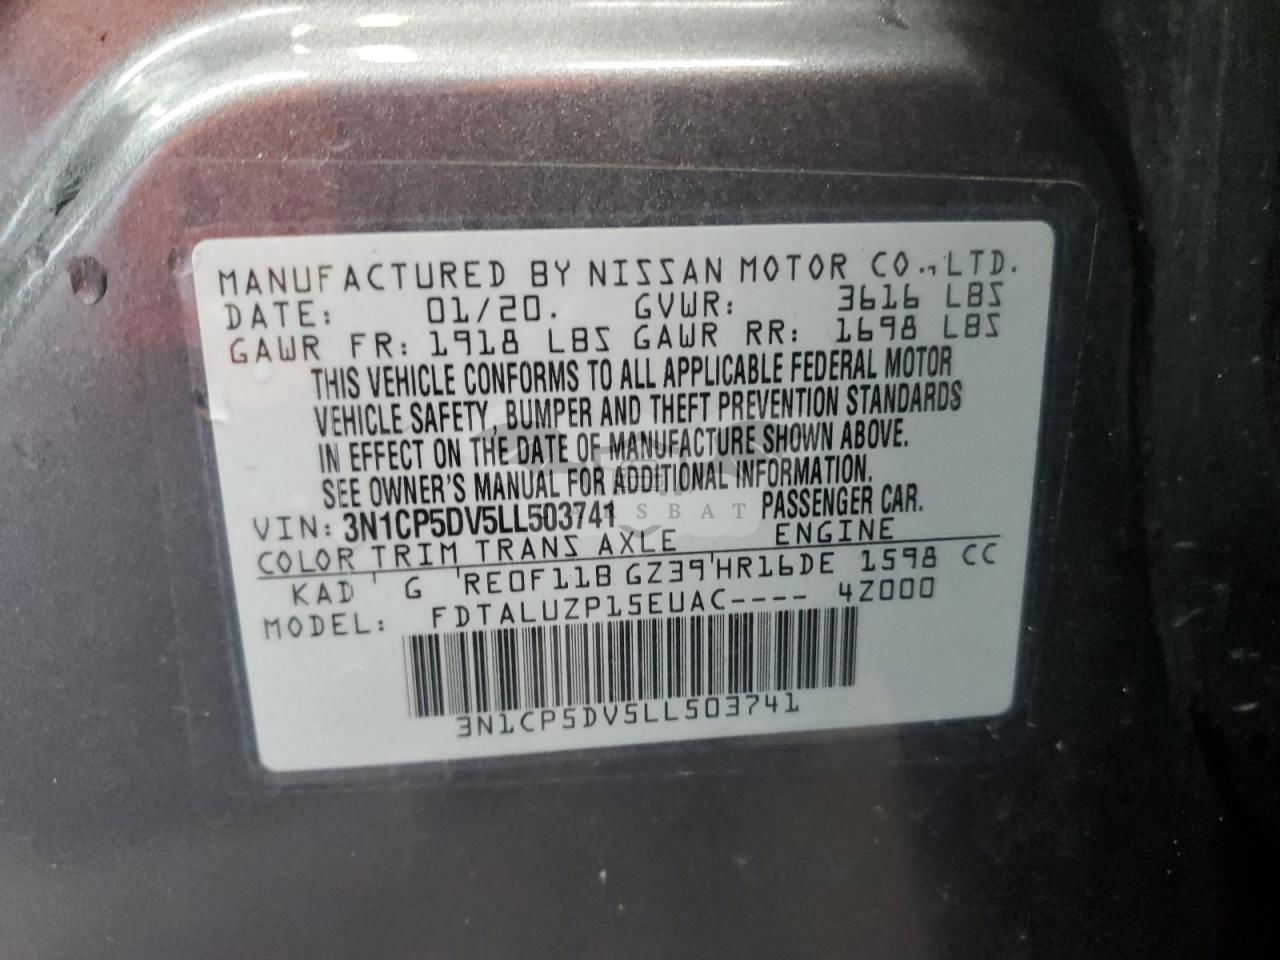 MANUFACTURED BY NISSAN MOTOR CO., LTD.
DATE: 01/20. GVWR: 3616 LBS
GAWR FR: 1918 LBS GAWR RR: 1698 LBS
THIS VEHICLE CONFORMS TO ALL APPLICABLE FEDERAL MOTOR
VEHICLE SAFETY, BUMPER AND THEFT PREVENTION STANDARDS
IN EFFECT ON THE DATE OF MANUFACTURE SHOWN ABOVE.
SEE OWNER'S MANUAL FOR ADDITIONAL INFORMATION.
VIN: 3N1CP5DV5LL503741 PASSENGER CAR.
COLOR TRIM TRANS AXLE ENGINE
KAD G RE0F11B GZ39 HR16DE 1598 CC
MODEL: FDTALUZP15EUAC---- 4Z000
3N1CP5DV5LL503741